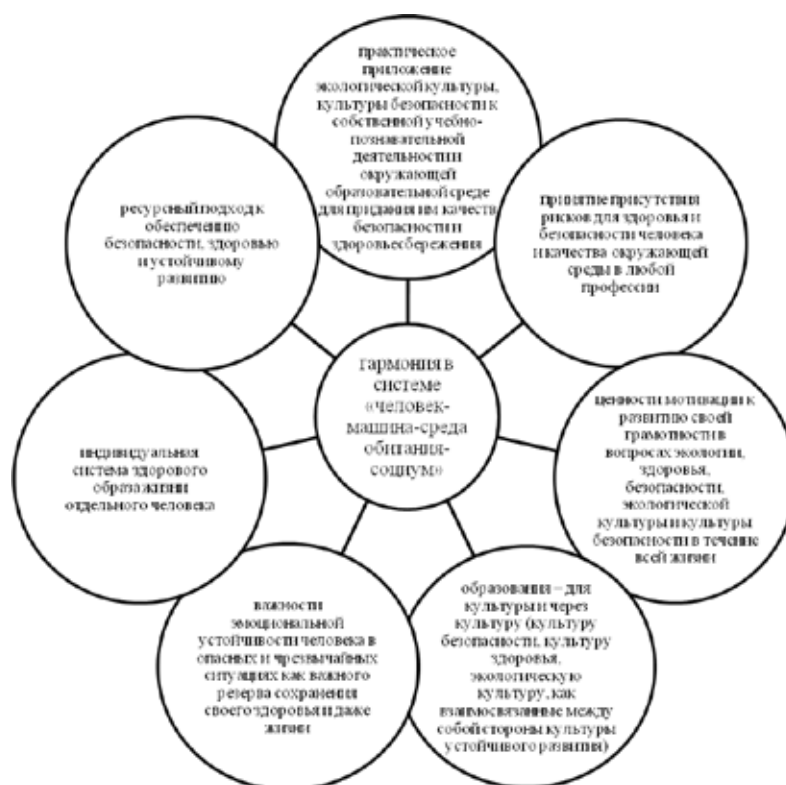 практическое
приложение
экологической культуры,
культуры безопасности к
собственной учебно-
познавательной
деятельности и
окружающей
образовательной среде
для придания им качеств
безопасности и
здоровьесбережения
принятие присутствия
рисков для здоровья и
безопасности человека
и качества окружающей
среды в любой
профессии
ценности мотивации к
развитию своей
грамотности в
вопросах экологии,
здоровья,
безопасности,
экологической
культуры и культуры
безопасности в течение
всей жизни
образования – для
культуры и через
культуру (культуру
безопасности, культуру
здоровья,
экологическую
культуру, как
взаимосвязанные между
собой стороны культуры
устойчивого развития)
важности
эмоциональной
устойчивости человека в
опасных и чрезвычайных
ситуациях как важного
резерва сохранения
своего здоровья и даже
жизни
индивидуальная
система здорового
образа жизни
отдельного человека
ресурсный подход к
обеспечению
безопасности, здоровью
и устойчивому
развитию
гармония в
системе
«человек-
машина-среда
обитания-
социум»